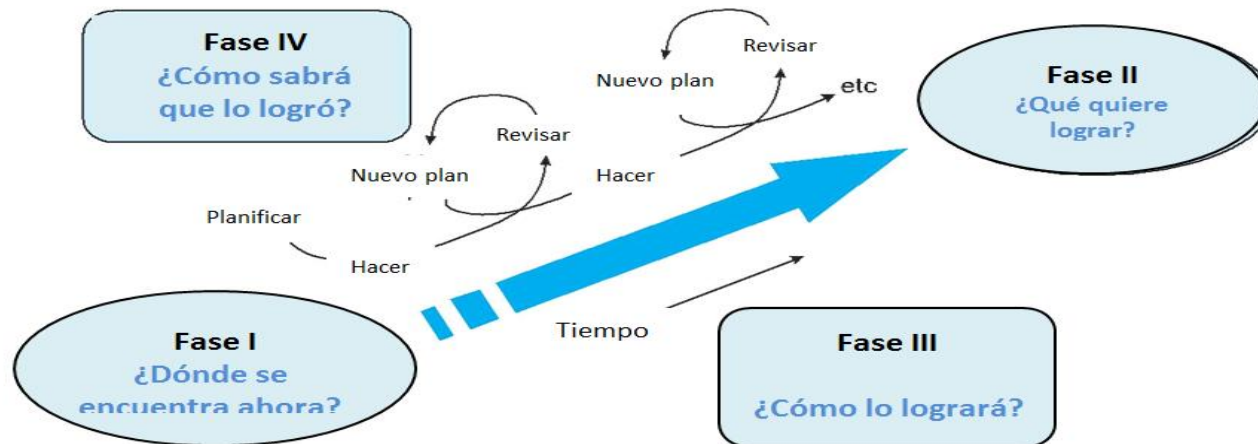 Fase IV
¿Cómo sabrá
que lo logró?
Revisar
Nuevo plan
etc
Fase II
¿Qué quiere
lograr?
Revisar
Nuevo plan
Hacer
Planificar
Hacer
Fase I
¿Dónde se
encuentra ahora?
Tiempo
Fase III
¿Cómo lo logrará?